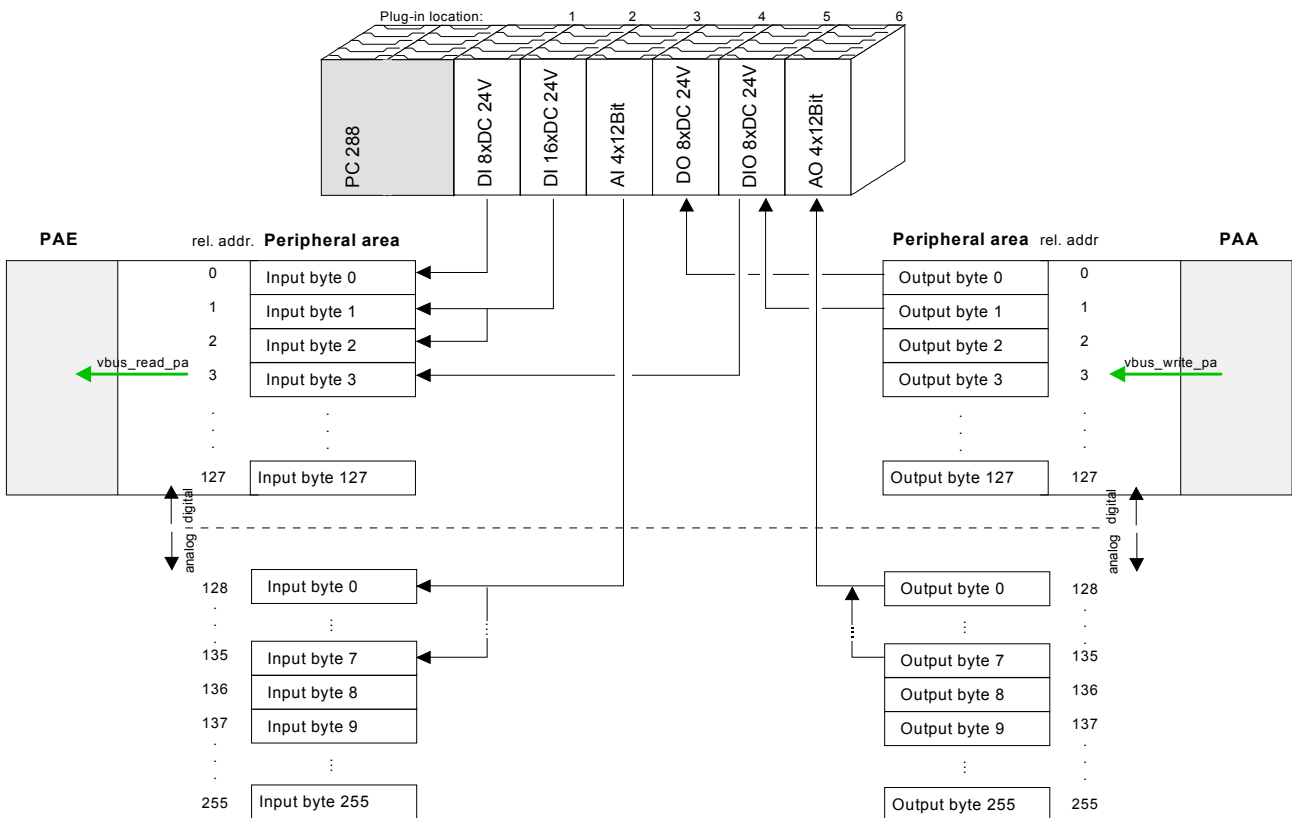 Plug-in location: 1 2 3 4 5 6
PC 288
DI 8xDC 24V
DI 16xDC 24V
AI 4x12Bit
DO 8xDC 24V
DIO 8xDC 24V
AO 4x12Bit
PAE rel. addr. Peripheral area Peripheral area rel. addr PAA
0 Input byte 0 Output byte 0 0
1 Input byte 1 Output byte 1 1
2 Input byte 2 Output byte 2 2
vbus_read_pa 3 Input byte 3 Output byte 3 3 vbus_write_pa
127 Input byte 127 Output byte 127 127
analog digital
analog digital
128 Input byte 0 Output byte 0 128
135 Input byte 7 Output byte 7 135
136 Input byte 8 Output byte 8 136
137 Input byte 9 Output byte 9 137
255 Input byte 255 Output byte 255 255